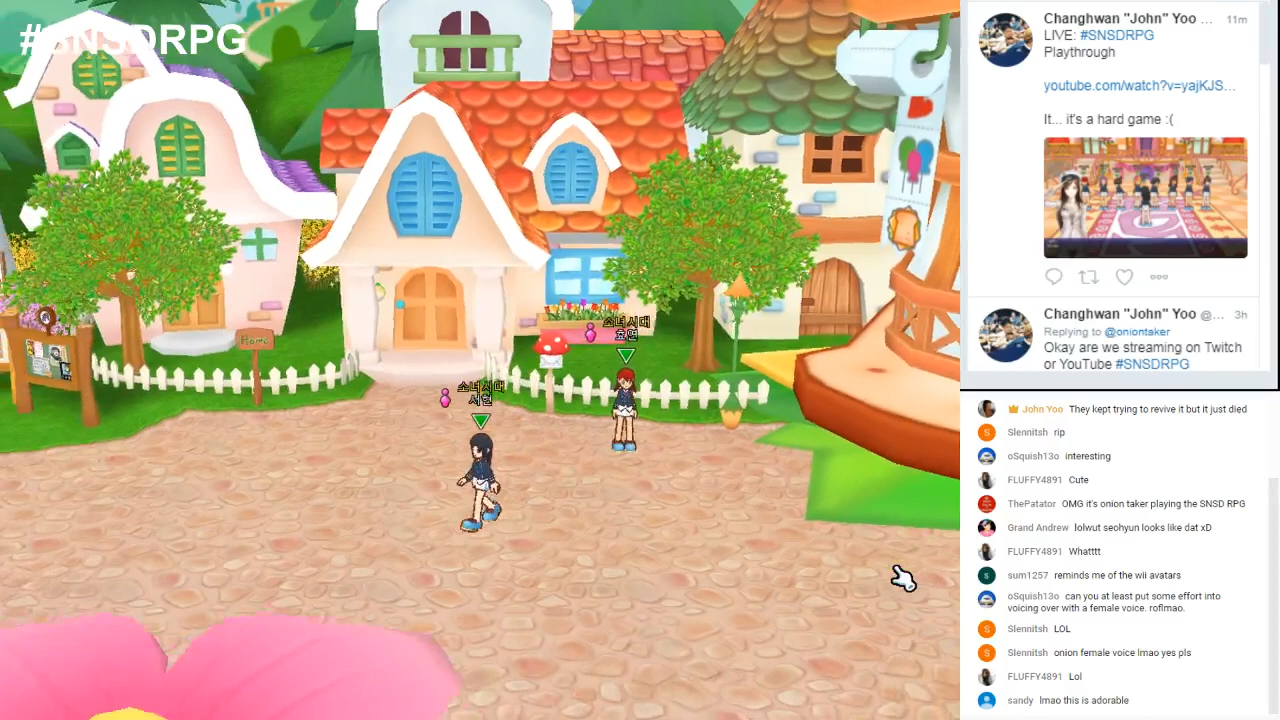 #SNSDRPG
Home
소녀시대
효연
소녀시대
서현
Changhwan "John" Yoo ... 11m
LIVE: #SNSDRPG
Playthrough
youtube.com/watch?v=yajKJS...
It... it's a hard game :(
Changhwan "John" Yoo @... 3h
Replying to @oniontaker
Okay are we streaming on Twitch
or YouTube #SNSDRPG
John Yoo They kept trying to revive it but it just died
Slennitsh rip
oSquish13o interesting
FLUFFY4891 Cute
ThePatator OMG it's onion taker playing the SNSD RPG
Grand Andrew lolwut seohyun looks like dat xD
FLUFFY4891 Whatttt
sum1257 reminds me of the wii avatars
oSquish13o can you at least put some effort into
voicing over with a female voice. roflmao.
Slennitsh LOL
Slennitsh onion female voice lmao yes pls
FLUFFY4891 Lol
sandy lmao this is adorable